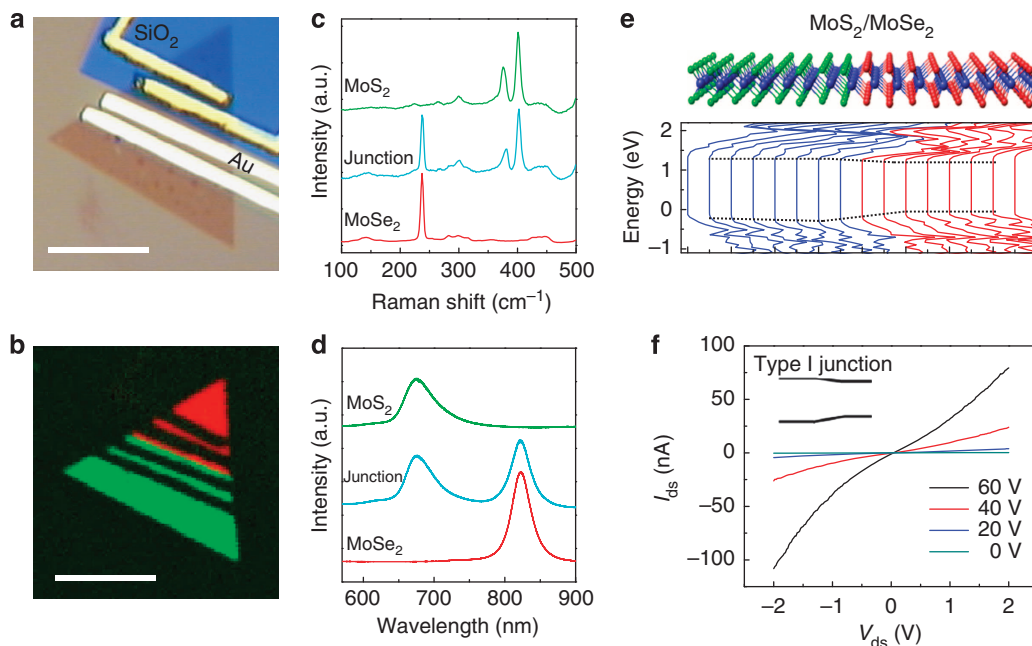 a
SiO₂
Au
b
c
Intensity (a.u.)
MoS₂
Junction
MoSe₂
100 200 300 400 500
Raman shift (cm⁻¹)
d
Intensity (a.u.)
MoS₂
Junction
MoSe₂
600 700 800 900
Wavelength (nm)
e
MoS₂/MoSe₂
Energy (eV)
2
1
0
−1
f
Type I junction
I_ds (nA)
100
50
0
−50
−100
60 V
40 V
20 V
0 V
−2 −1 0 1 2
V_ds (V)